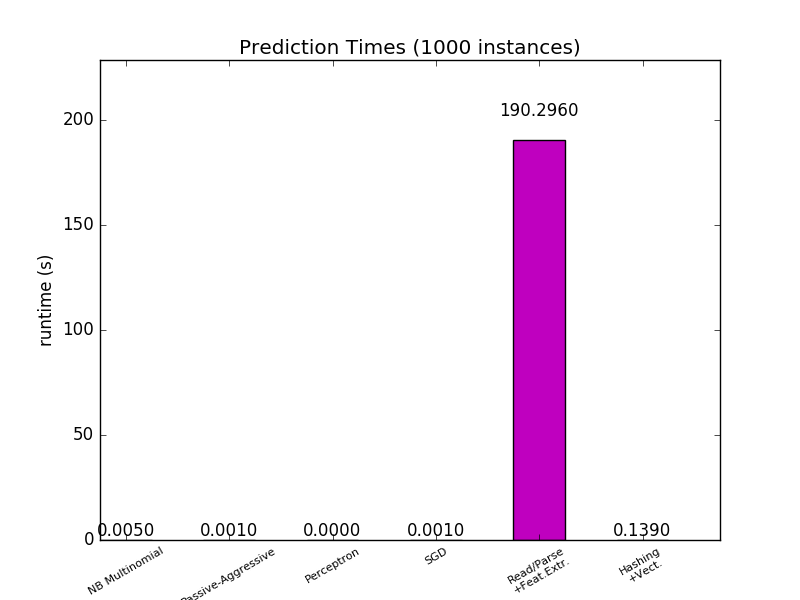 Prediction Times (1000 instances)
runtime (s)
200
150
100
50
0
190.2960
0.0050
0.0010
0.0000
0.0010
0.1390
NB Multinomial
Passive-Aggressive
Perceptron
SGD
Read/Parse
+Feat.Extr.
Hashing
+Vect.